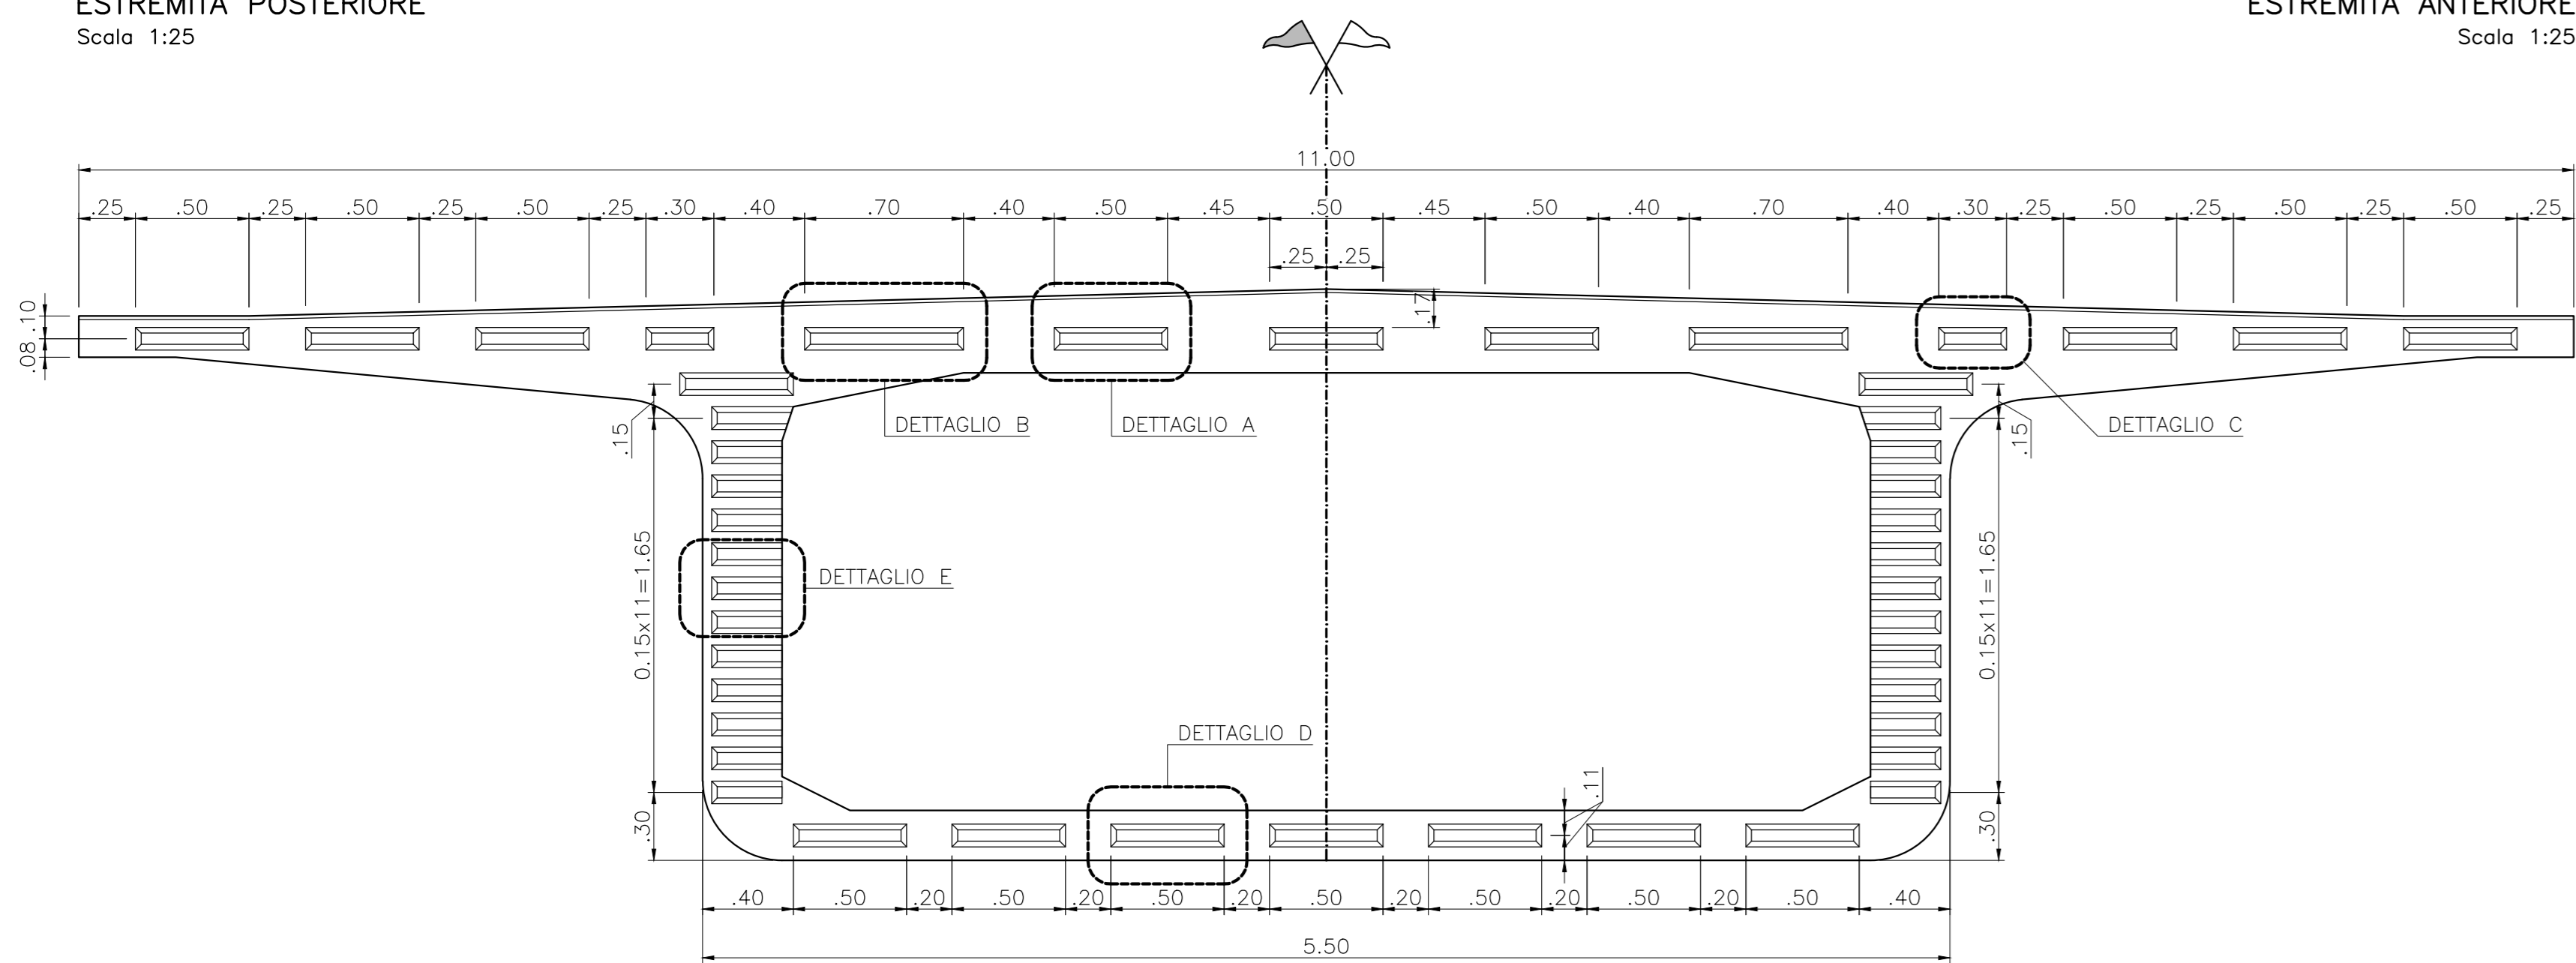 ESTREMITA POSTERIORE
ESTREMITA ANTERIORE
Scala 1:25
Scala 1:25
11.00
.25 .50 .25 .50 .25 .50 .25 .30 .40 .70 .40 .50 .45 .50 .45 .50 .40 .70 .40 .30 .25 .50 .25 .50 .25 .50 .25
.25 .25
.10
.08
.17
DETTAGLIO B
DETTAGLIO A
DETTAGLIO C
.15
.15
0.15x11=1.65
DETTAGLIO E
0.15x11=1.65
DETTAGLIO D
.11
.30
.30
.40 .50 .20 .50 .20 .50 .20 .50 .20 .50 .20 .50 .20 .50 .40
5.50